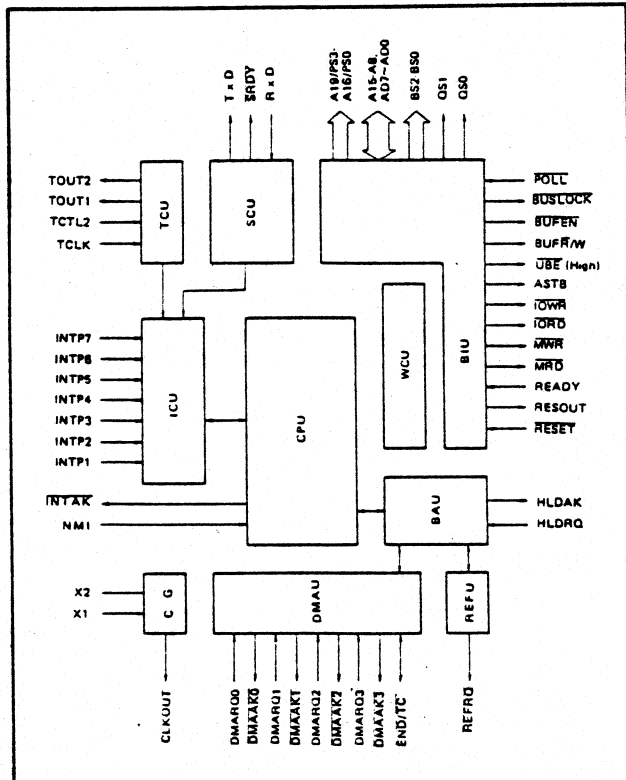 T x D
SRDY
R x D
A19/PS3-
A16/PS0
A15-A8,
AD7~AD0
BS2-BS0
QS1
QS0
TOUT2
TOUT1
TCTL2
TCLK
TCU
SCU
POLL
BUSLOCK
BUFEN
BUFR/W
UBE (High)
ASTB
IOWR
IORD
MWR
MRD
READY
RESOUT
RESET
BIU
WCU
INTP7
INTP6
INTP5
INTP4
INTP3
INTP2
INTP1
ICU
CPU
INTAK
NMI
BAU
HLDAK
HLDRQ
X2
X1
C G
DMAU
REFU
CLKOUT
DMARQ0
DMAAK0
DMARQ1
DMAAK1
DMARQ2
DMAAK2
DMARQ3
DMAAK3
END/TC
REFRQ